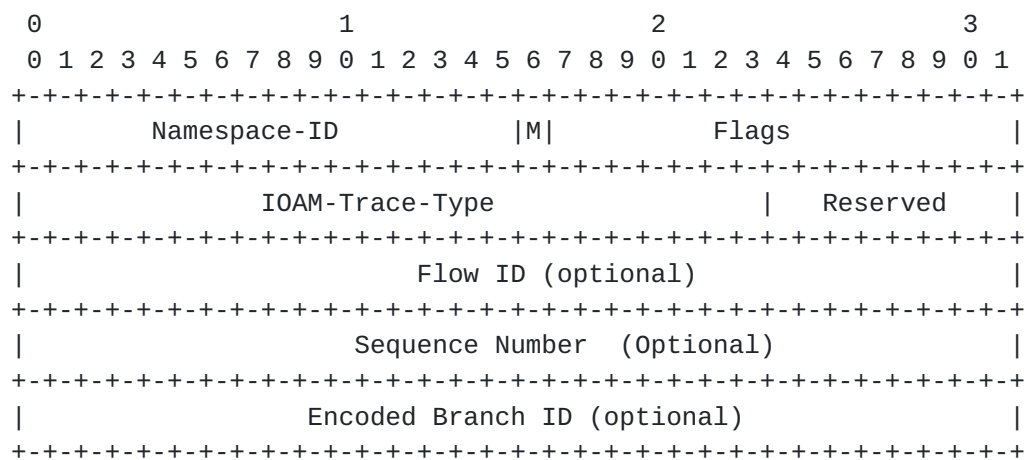 0                   1                   2                   3
 0 1 2 3 4 5 6 7 8 9 0 1 2 3 4 5 6 7 8 9 0 1 2 3 4 5 6 7 8 9 0 1
+-+-+-+-+-+-+-+-+-+-+-+-+-+-+-+-+-+-+-+-+-+-+-+-+-+-+-+-+-+-+-+-+
|        Namespace-ID           |M|          Flags              |
+-+-+-+-+-+-+-+-+-+-+-+-+-+-+-+-+-+-+-+-+-+-+-+-+-+-+-+-+-+-+-+-+
|               IOAM-Trace-Type                 |   Reserved    |
+-+-+-+-+-+-+-+-+-+-+-+-+-+-+-+-+-+-+-+-+-+-+-+-+-+-+-+-+-+-+-+-+
|                         Flow ID (optional)                    |
+-+-+-+-+-+-+-+-+-+-+-+-+-+-+-+-+-+-+-+-+-+-+-+-+-+-+-+-+-+-+-+-+
|                     Sequence Number  (Optional)               |
+-+-+-+-+-+-+-+-+-+-+-+-+-+-+-+-+-+-+-+-+-+-+-+-+-+-+-+-+-+-+-+-+
|                  Encoded Branch ID (optional)                 |
+-+-+-+-+-+-+-+-+-+-+-+-+-+-+-+-+-+-+-+-+-+-+-+-+-+-+-+-+-+-+-+-+